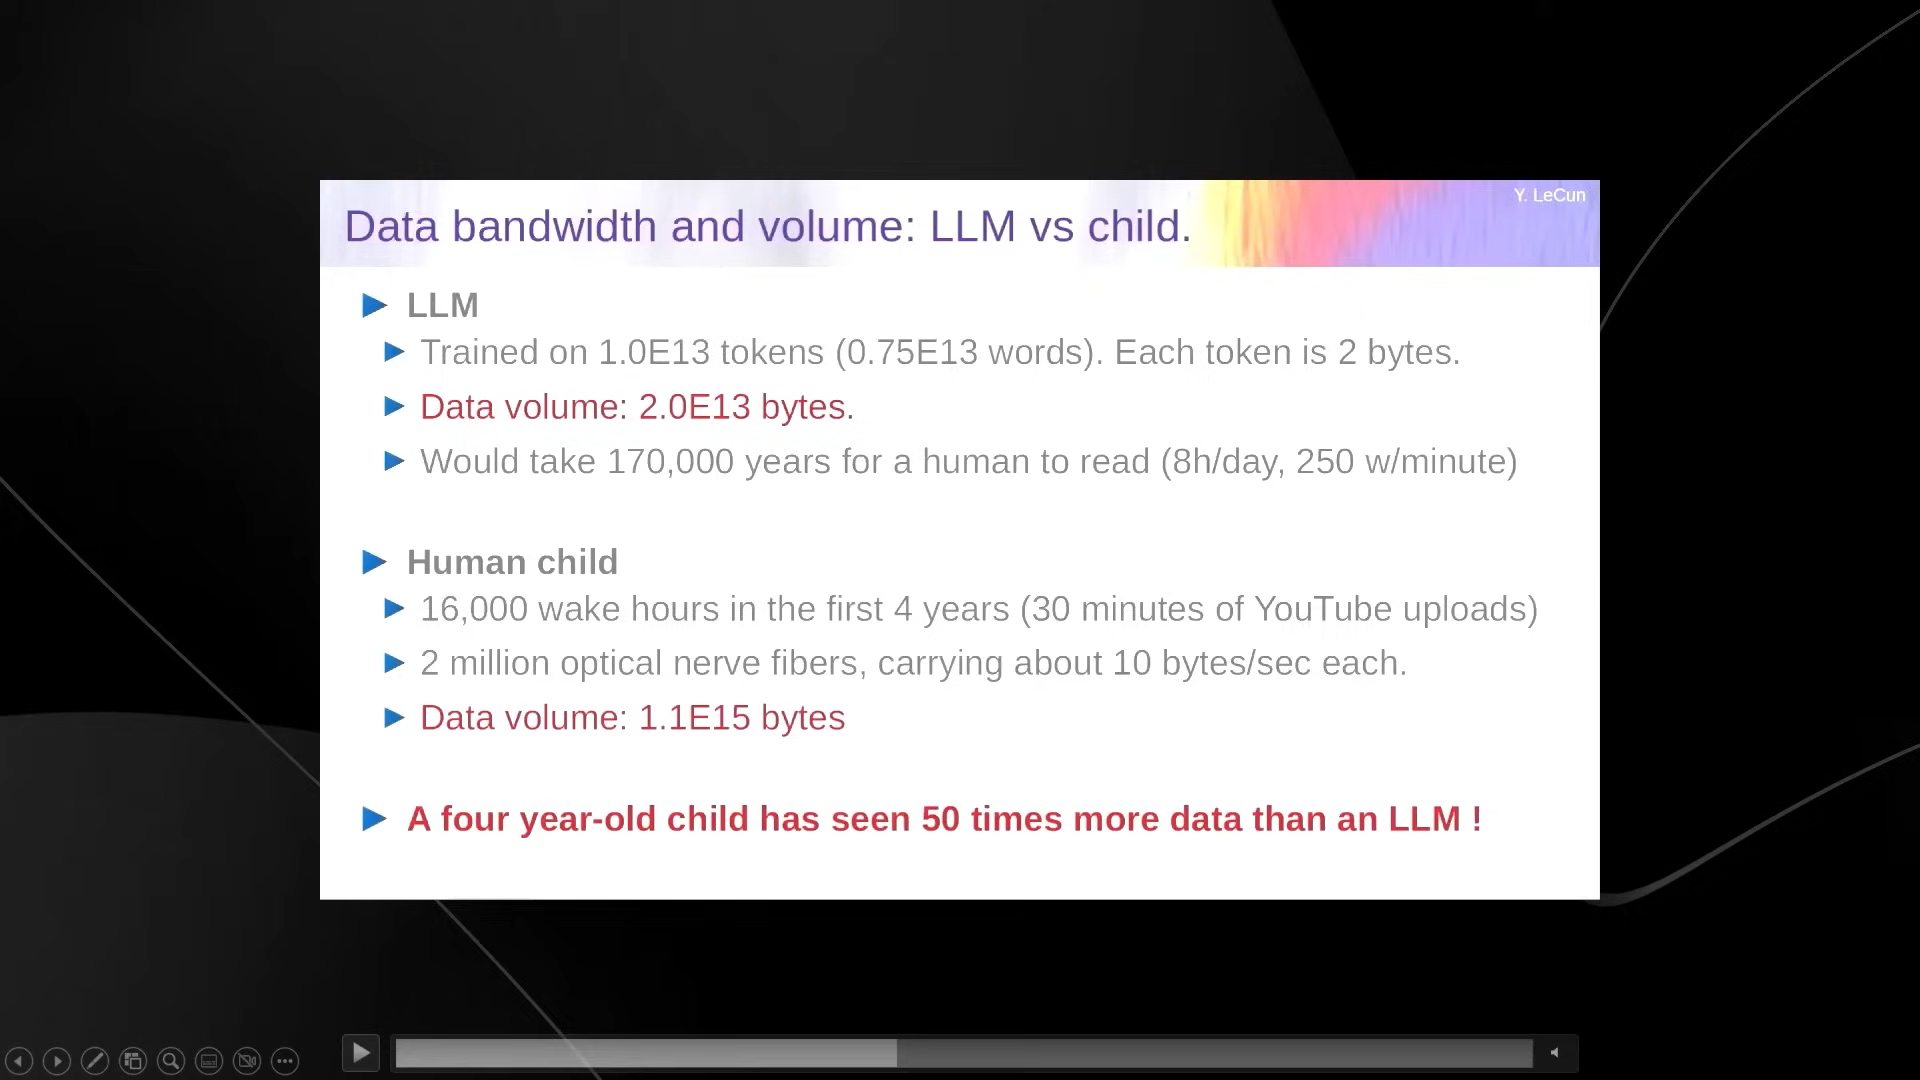 Y. LeCun
Data bandwidth and volume: LLM vs child.
LLM
Trained on 1.0E13 tokens (0.75E13 words). Each token is 2 bytes.
Data volume: 2.0E13 bytes.
Would take 170,000 years for a human to read (8h/day, 250 w/minute)
Human child
16,000 wake hours in the first 4 years (30 minutes of YouTube uploads)
2 million optical nerve fibers, carrying about 10 bytes/sec each.
Data volume: 1.1E15 bytes
A four year-old child has seen 50 times more data than an LLM !